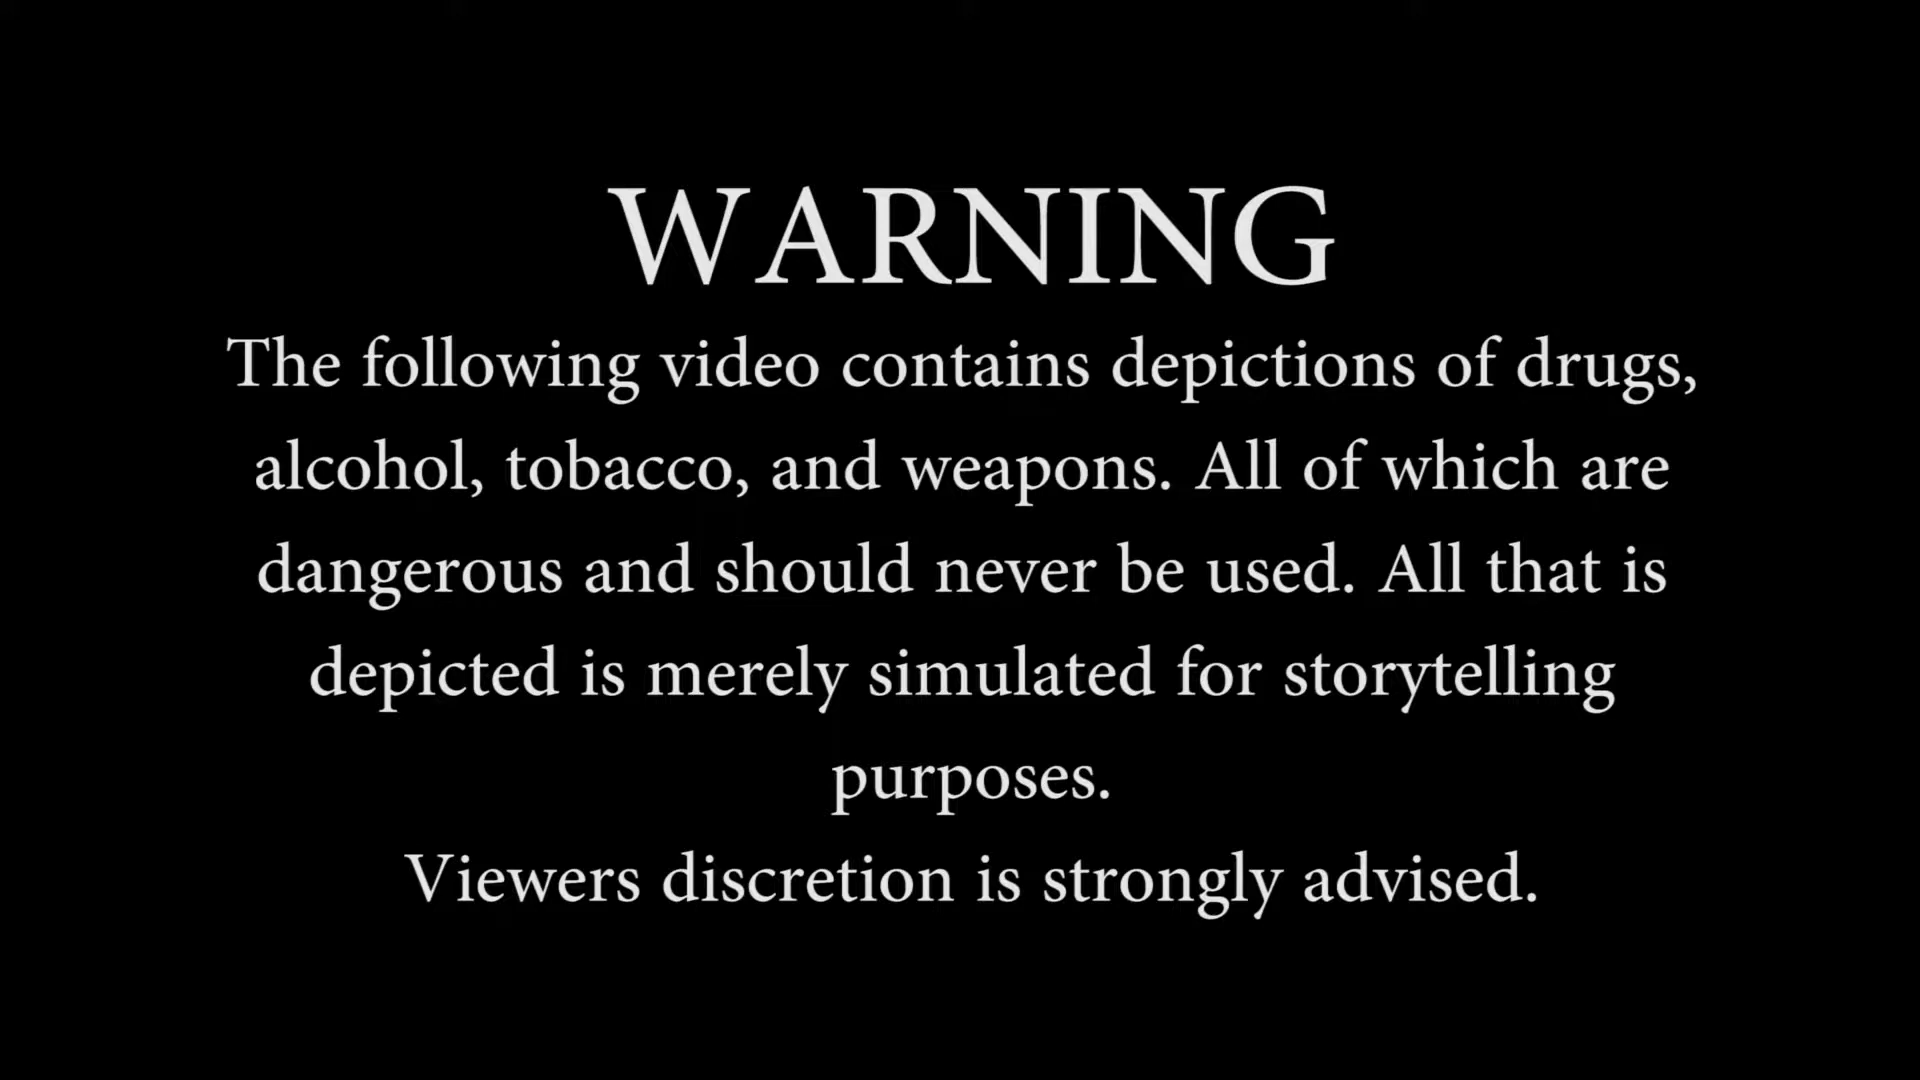 WARNING
The following video contains depictions of drugs,
alcohol, tobacco, and weapons. All of which are
dangerous and should never be used. All that is
depicted is merely simulated for storytelling
purposes.
Viewers discretion is strongly advised.